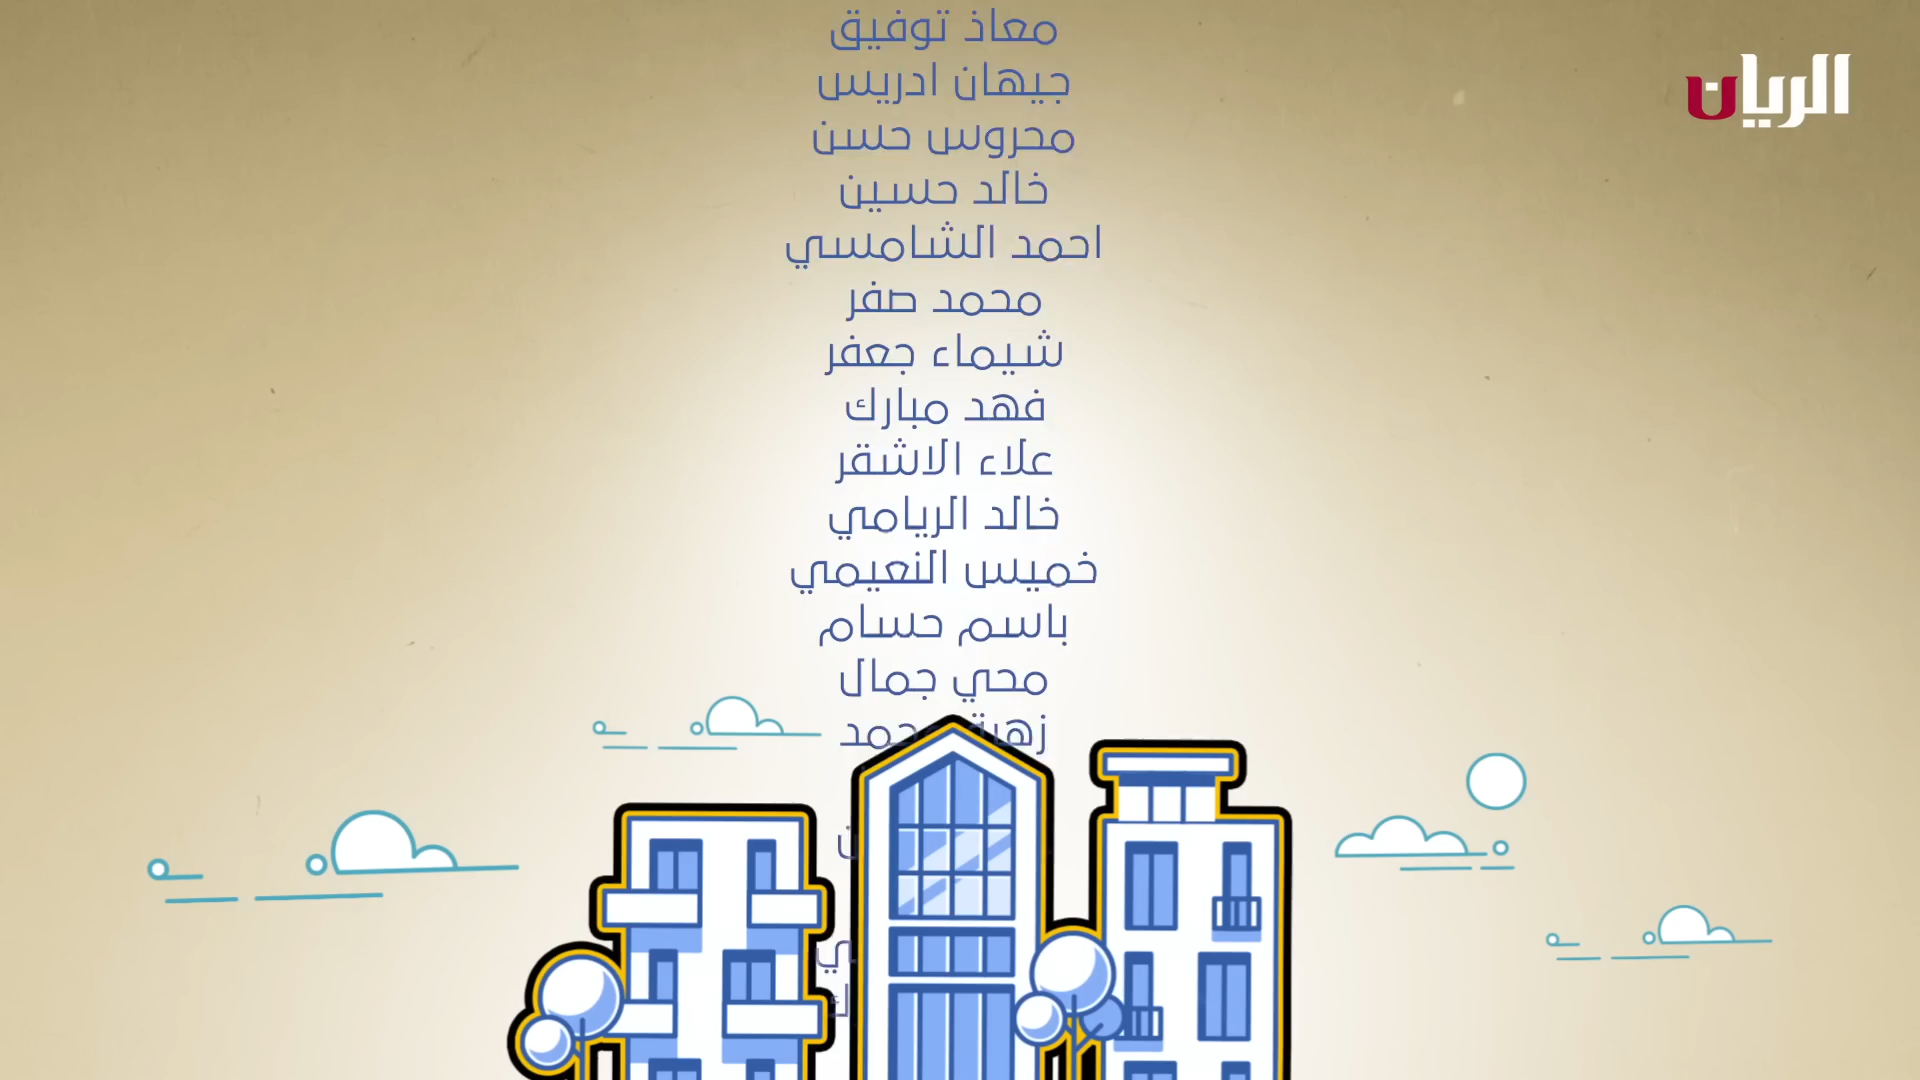 معاذ توفيق
الريان
جيهان ادريس
محروس حسن
خالد حسين
احمد الشامسي
محمد صفر
شيماء جعفر
فهد مبارك
علاء الاشقر
خالد الريامي
خميس النعيمي
باسم حسام
محي جمال